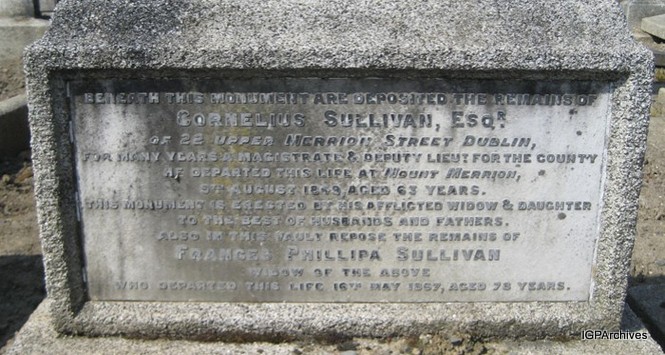 BENEATH THIS MONUMENT ARE DEPOSITED THE REMAINS OF
CORNELIUS SULLIVAN, ESQR
OF 22 UPPER MERRION STREET DUBLIN,
FOR MANY YEARS A MAGISTRATE & DEPUTY LIEUT FOR THE COUNTY
HE DEPARTED THIS LIFE AT MOUNT MERRION,
AUGUST AGED 63 YEARS.
THIS MONUMENT IS ERECTED BY HIS AFFLICTED WIDOW & DAUGHTER
TO THE BEST OF HUSBANDS AND FATHERS.
ALSO IN THIS VAULT REPOSE THE REMAINS OF
FRANCES PHILLIPA SULLIVAN
WIDOW OF THE ABOVE
WHO DEPARTED THIS LIFE 16TH MAY 1867, AGED 78 YEARS.
IGPArchives